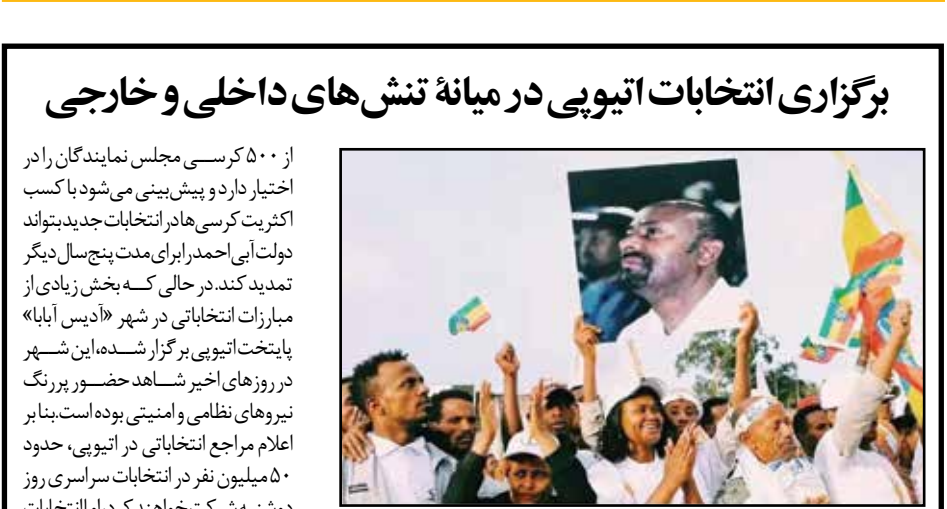 برگزاری انتخابات اتیوپی در میانهٔ تنش‌های داخلی و خارجی
از ۵۰۰ کرسی مجلس نمایندگان را در
اختیار دارد و پیش‌بینی می‌شود با کسب
اکثریت کرسی‌ها در انتخابات جدید بتواند
دولت آبی احمد را برای مدت پنج سال دیگر
تمدید کند. در حالی که بخش زیادی از
مبارزات انتخاباتی در شهر «آدیس آبابا»
پایتخت اتیوپی برگزار شده، این شهر
در روزهای اخیر شاهد حضور پررنگ
نیروهای نظامی و امنیتی بوده است. بنا بر
اعلام مراجع انتخاباتی در اتیوپی، حدود
۵۰ میلیون نفر در انتخابات سراسری روز